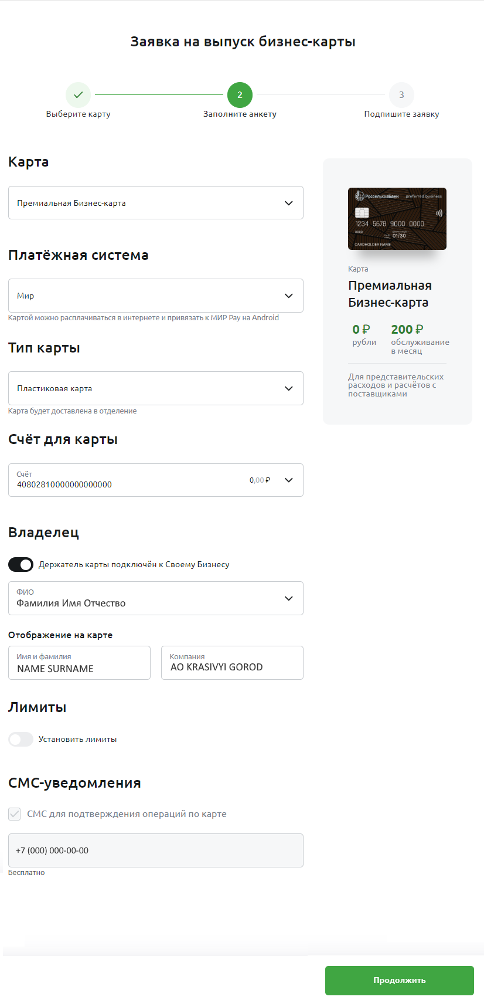 Заявка на выпуск бизнес-карты
2
3
Выберите карту
Заполните анкету
Подпишите заявку
Карта
Премиальная Бизнес-карта
Платёжная система
Мир
Картой можно расплачиваться в интернете и привязать к МИР Pay на Android
Тип карты
Пластиковая карта
Карта будет доставлена в отделение
Счёт для карты
Счёт
40802810000000000000
0,00 ₽
Владелец
Держатель карты подключён к Своему Бизнесу
ФИО
Фамилия Имя Отчество
Отображение на карте
Имя и фамилия
NAME SURNAME
Компания
AO KRASIVYI GOROD
Лимиты
Установить лимиты
СМС-уведомления
СМС для подтверждения операций по карте
+7 (000) 000-00-00
Бесплатно
РоссельхозБанк
preferred business
1234 5678 9000 0000
01/30
CARDHOLDER NAME
Карта
Премиальная
Бизнес-карта
0 ₽
рубли
200 ₽
обслуживание
в месяц
Для представительских
расходов и расчётов с
поставщиками
Продолжить